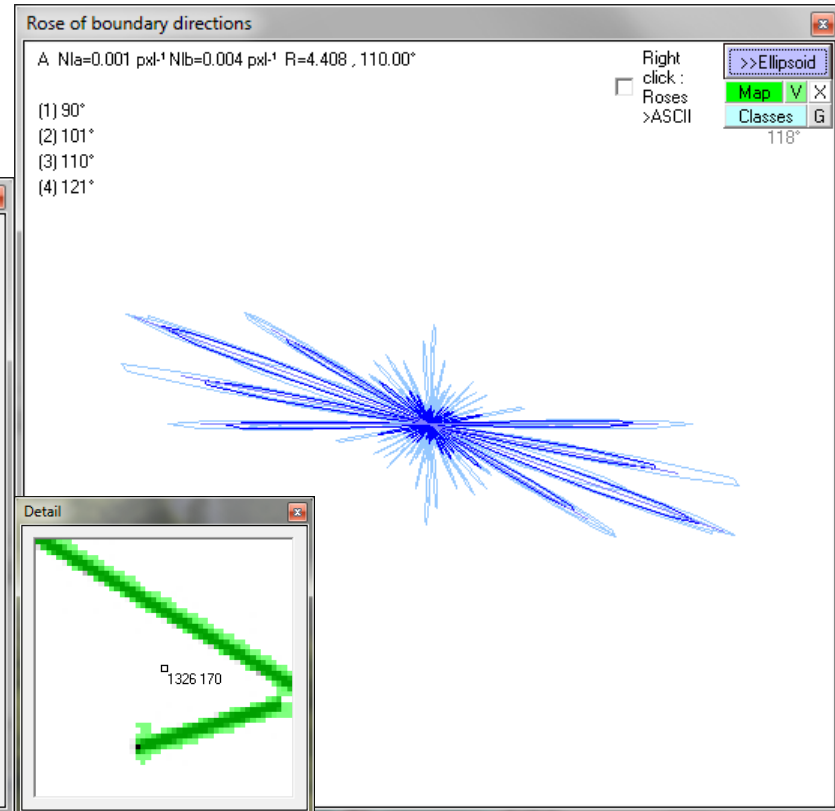 Rose of boundary directions
A NIa=0.001 pxl-¹ NIb=0.004 pxl-¹ R=4.408 , 110.00°
(1) 90°
(2) 101°
(3) 110°
(4) 121°
Right
click :
Roses
>ASCII
>>Ellipsoid
Map V X
Classes G
118°
Detail
1326 170